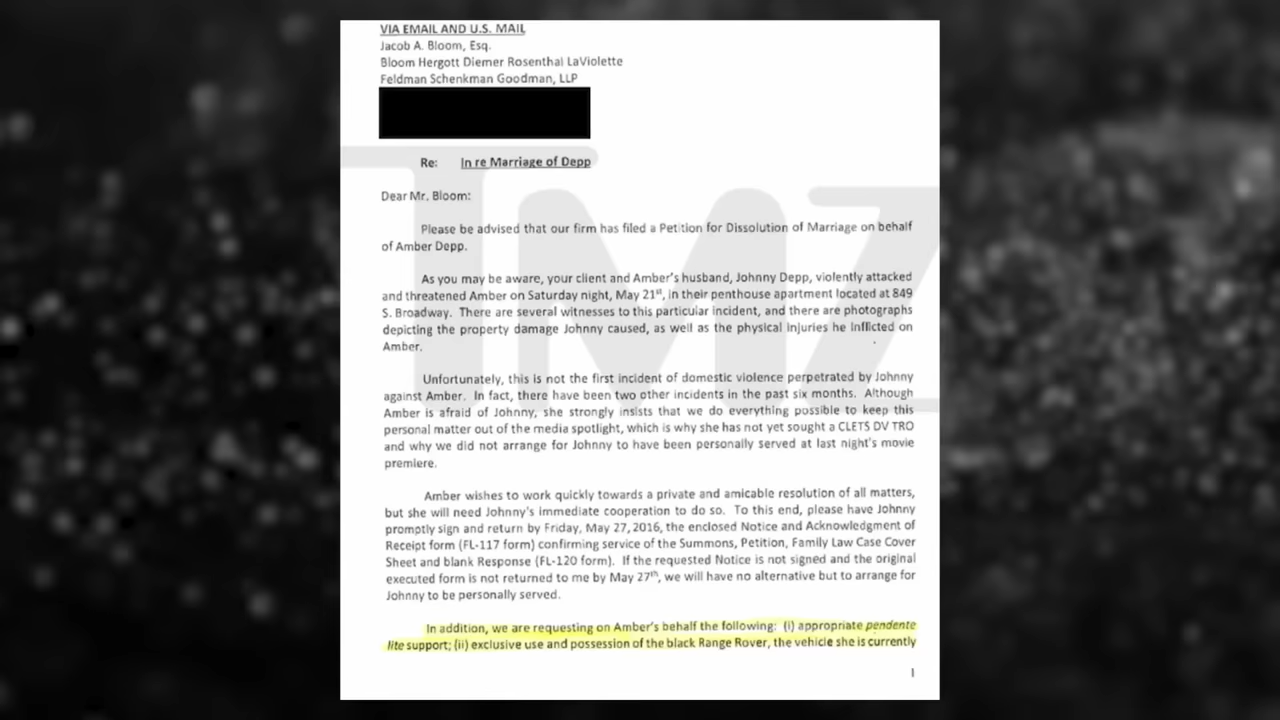 VIA EMAIL AND U.S. MAIL
Jacob A. Bloom, Esq.
Bloom Hergott Diemer Rosenthal LaViolette
Feldman Schenkman Goodman, LLP
Re: In re Marriage of Depp
Dear Mr. Bloom:
Please be advised that our firm has filed a Petition for Dissolution of Marriage on behalf
of Amber Depp.
As you may be aware, your client and Amber's husband, Johnny Depp, violently attacked
and threatened Amber on Saturday night, May 21st, in their penthouse apartment located at 849
S. Broadway. There are several witnesses to this particular incident, and there are photographs
depicting the property damage Johnny caused, as well as the physical injuries he inflicted on
Amber.
Unfortunately, this is not the first incident of domestic violence perpetrated by Johnny
against Amber. In fact, there have been two other incidents in the past six months. Although
Amber is afraid of Johnny, she strongly insists that we do everything possible to keep this
personal matter out of the media spotlight, which is why she has not yet sought a CLETS DV TRO
and why we did not arrange for Johnny to have been personally served at last night's movie
premiere.
Amber wishes to work quickly towards a private and amicable resolution of all matters,
but she will need Johnny's immediate cooperation to do so. To this end, please have Johnny
promptly sign and return by Friday, May 27, 2016, the enclosed Notice and Acknowledgment of
Receipt form (FL-117 form) confirming service of the Summons, Petition, Family Law Case Cover
Sheet and blank Response (FL-120 form). If the requested Notice is not signed and the original
executed form is not returned to me by May 27th, we will have no alternative but to arrange for
Johnny to be personally served.
In addition, we are requesting on Amber's behalf the following: (i) appropriate pendente
lite support; (ii) exclusive use and possession of the black Range Rover, the vehicle she is currently
1
TMZ